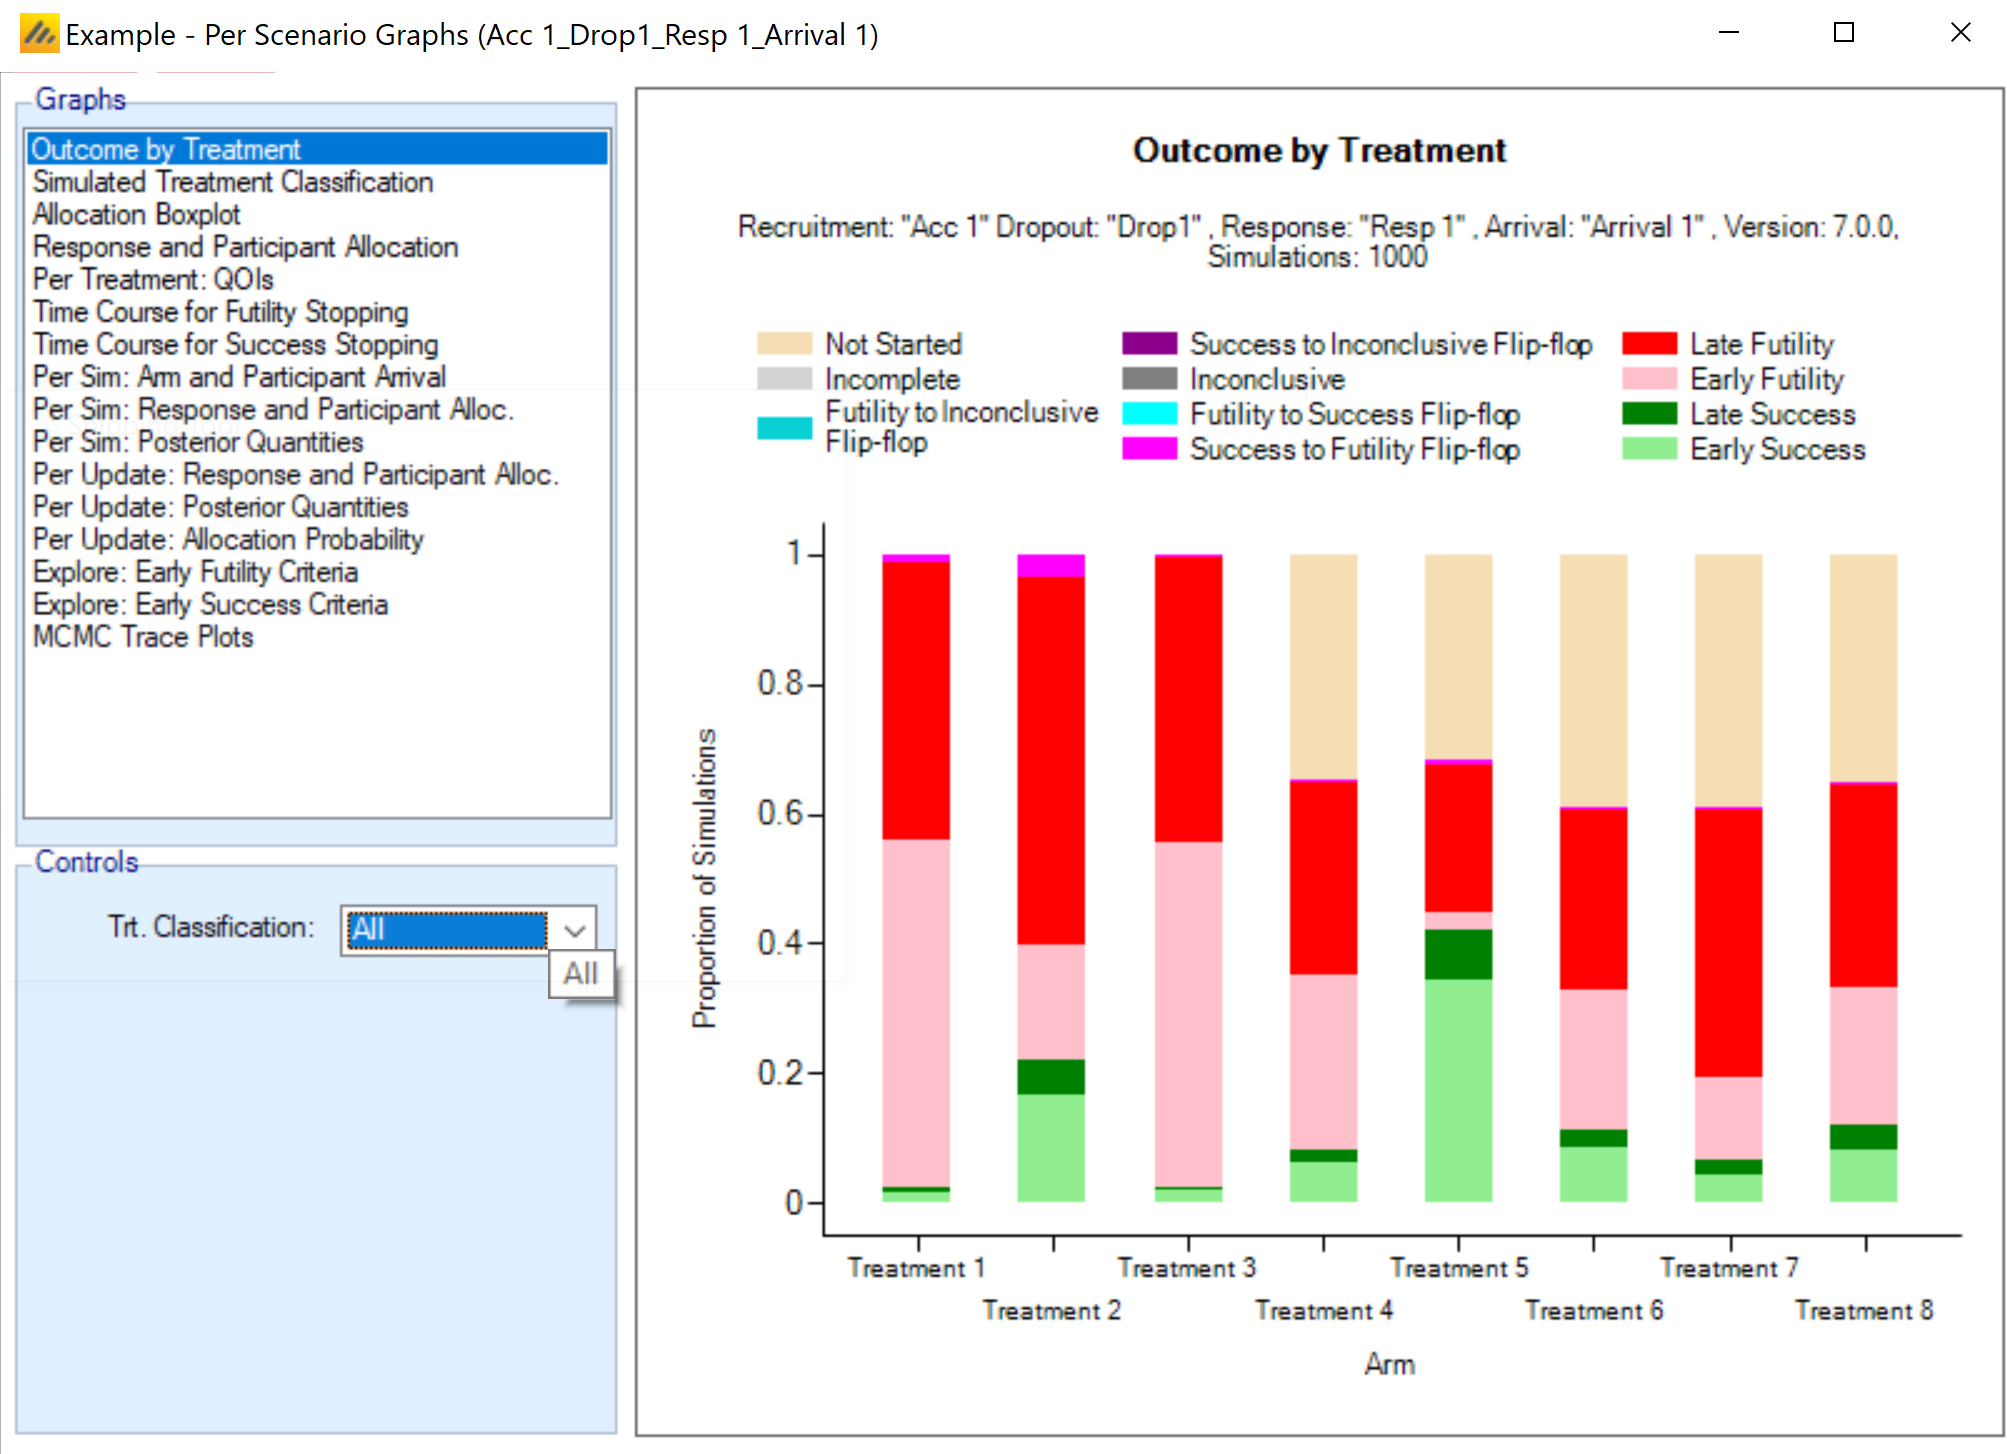 Example - Per Scenario Graphs (Acc 1_Drop1_Resp 1_Arrival 1)
Graphs
Outcome by Treatment
Simulated Treatment Classification
Allocation Boxplot
Response and Participant Allocation
Per Treatment: QOIs
Time Course for Futility Stopping
Time Course for Success Stopping
Per Sim: Arm and Participant Arrival
Per Sim: Response and Participant Alloc.
Per Sim: Posterior Quantities
Per Update: Response and Participant Alloc.
Per Update: Posterior Quantities
Per Update: Allocation Probability
Explore: Early Futility Criteria
Explore: Early Success Criteria
MCMC Trace Plots
Controls
Trt. Classification:
All
All
Outcome by Treatment
Recruitment: "Acc 1" Dropout: "Drop1" , Response: "Resp 1" , Arrival: "Arrival 1" , Version: 7.0.0,
Simulations: 1000
Not Started
Incomplete
Futility to Inconclusive
Flip-flop
Success to Inconclusive Flip-flop
Inconclusive
Futility to Success Flip-flop
Success to Futility Flip-flop
Late Futility
Early Futility
Late Success
Early Success
Proportion of Simulations
1
0.8
0.6
0.4
0.2
0
Treatment 1
Treatment 2
Treatment 3
Treatment 4
Treatment 5
Treatment 6
Treatment 7
Treatment 8
Arm